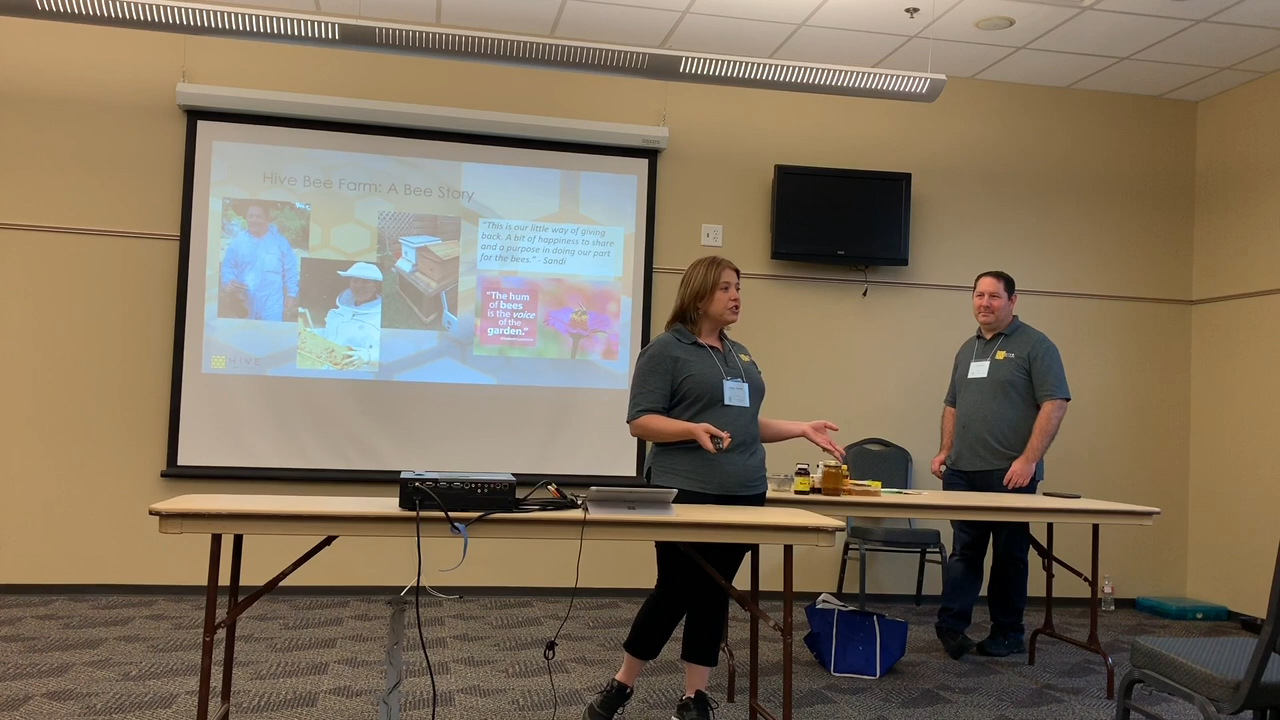 Hive Bee Farm: A Bee Story
"This is our little way of giving
back. A bit of happiness to share
and a purpose in doing our part
for the bees." - Sandi
"The hum
of bees
is the voice
of the
garden."
HIVE